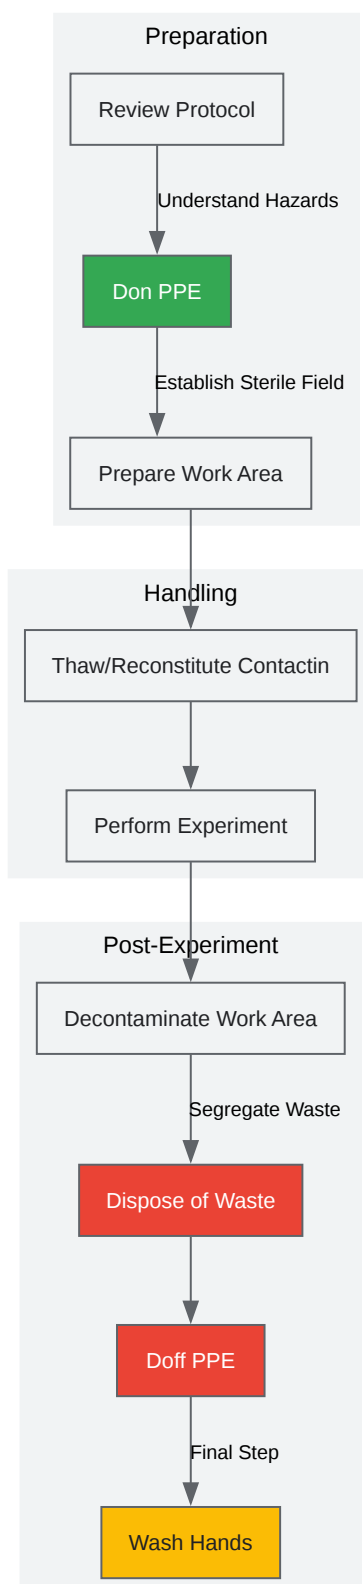 Preparation
Review Protocol
Understand Hazards
Don PPE
Establish Sterile Field
Prepare Work Area
Handling
Thaw/Reconstitute Contactin
Perform Experiment
Post-Experiment
Decontaminate Work Area
Segregate Waste
Dispose of Waste
Doff PPE
Final Step
Wash Hands